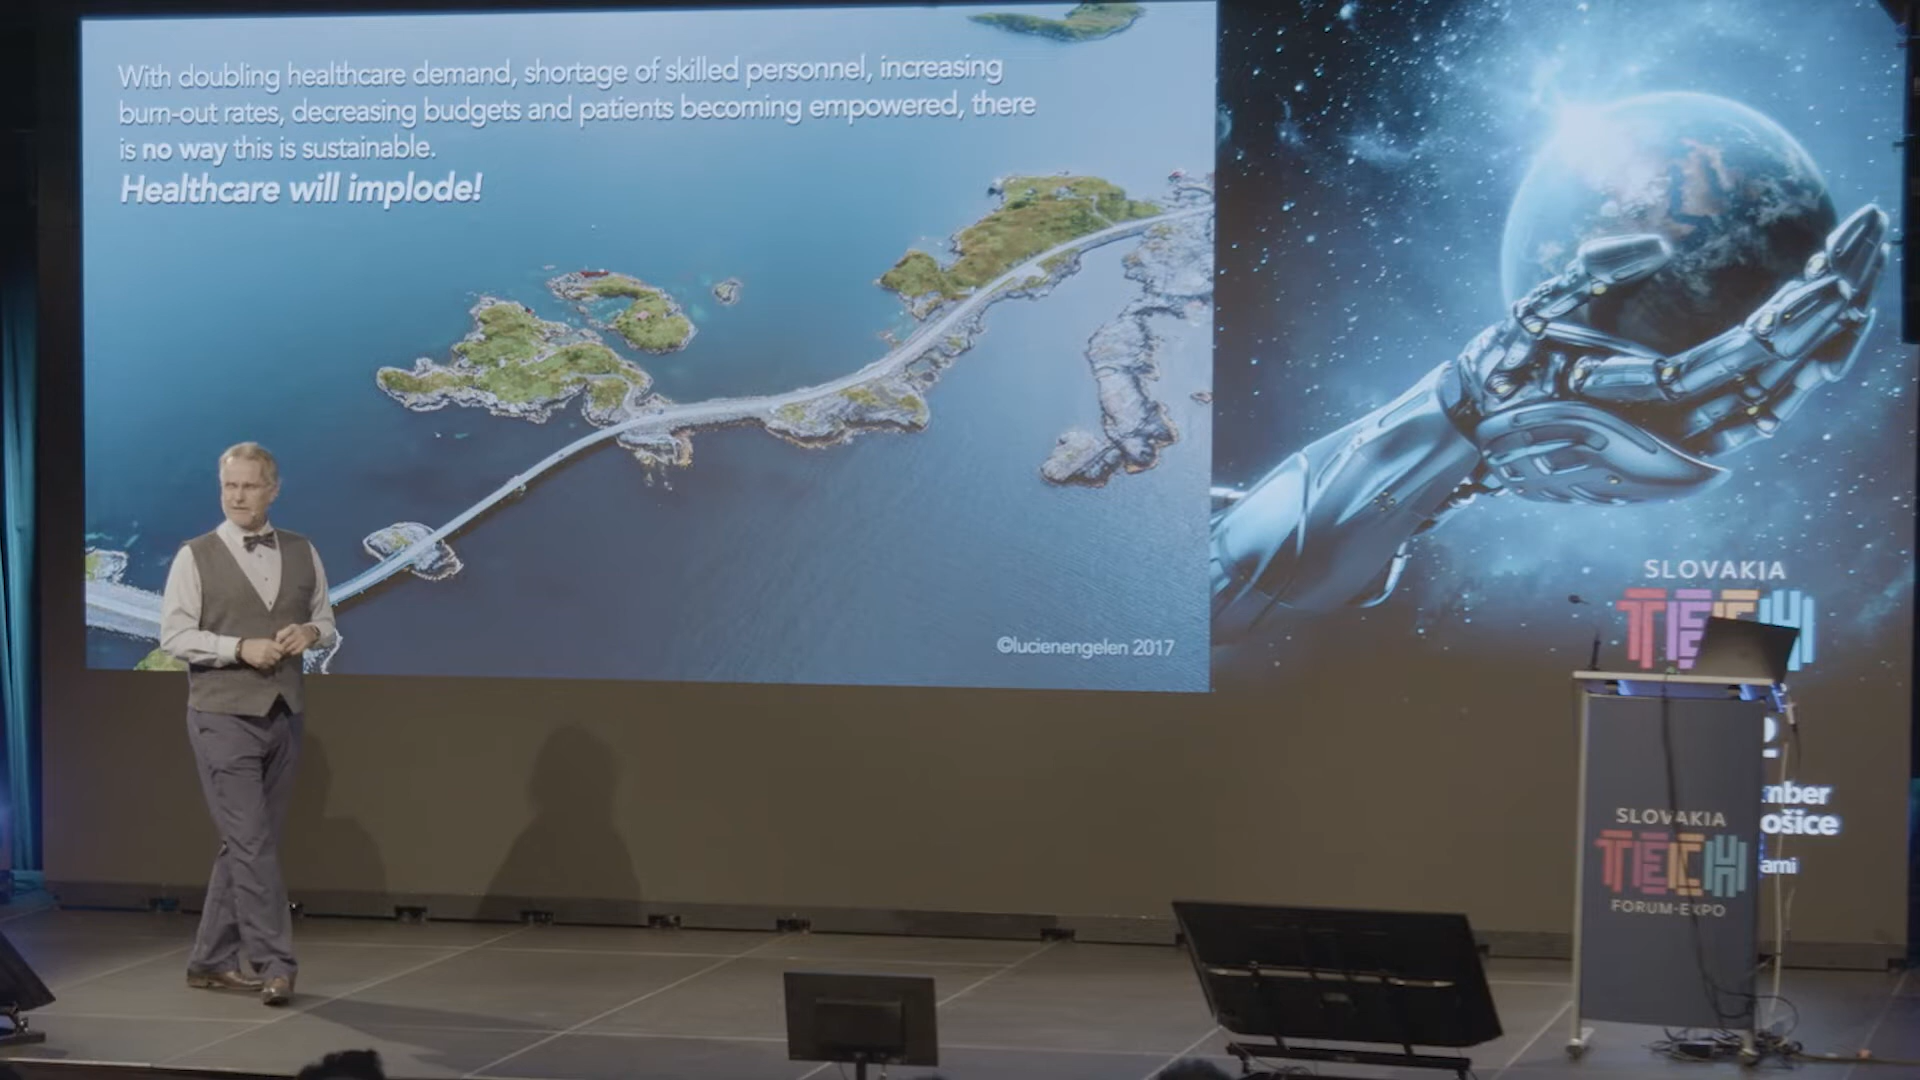 With doubling healthcare demand, shortage of skilled personnel, increasing
burn-out rates, decreasing budgets and patients becoming empowered, there
is no way this is sustainable.
Healthcare will implode!
©lucienengelen 2017
SLOVAKIA
TECH
SLOVAKIA
TECH
FORUM-EXPO